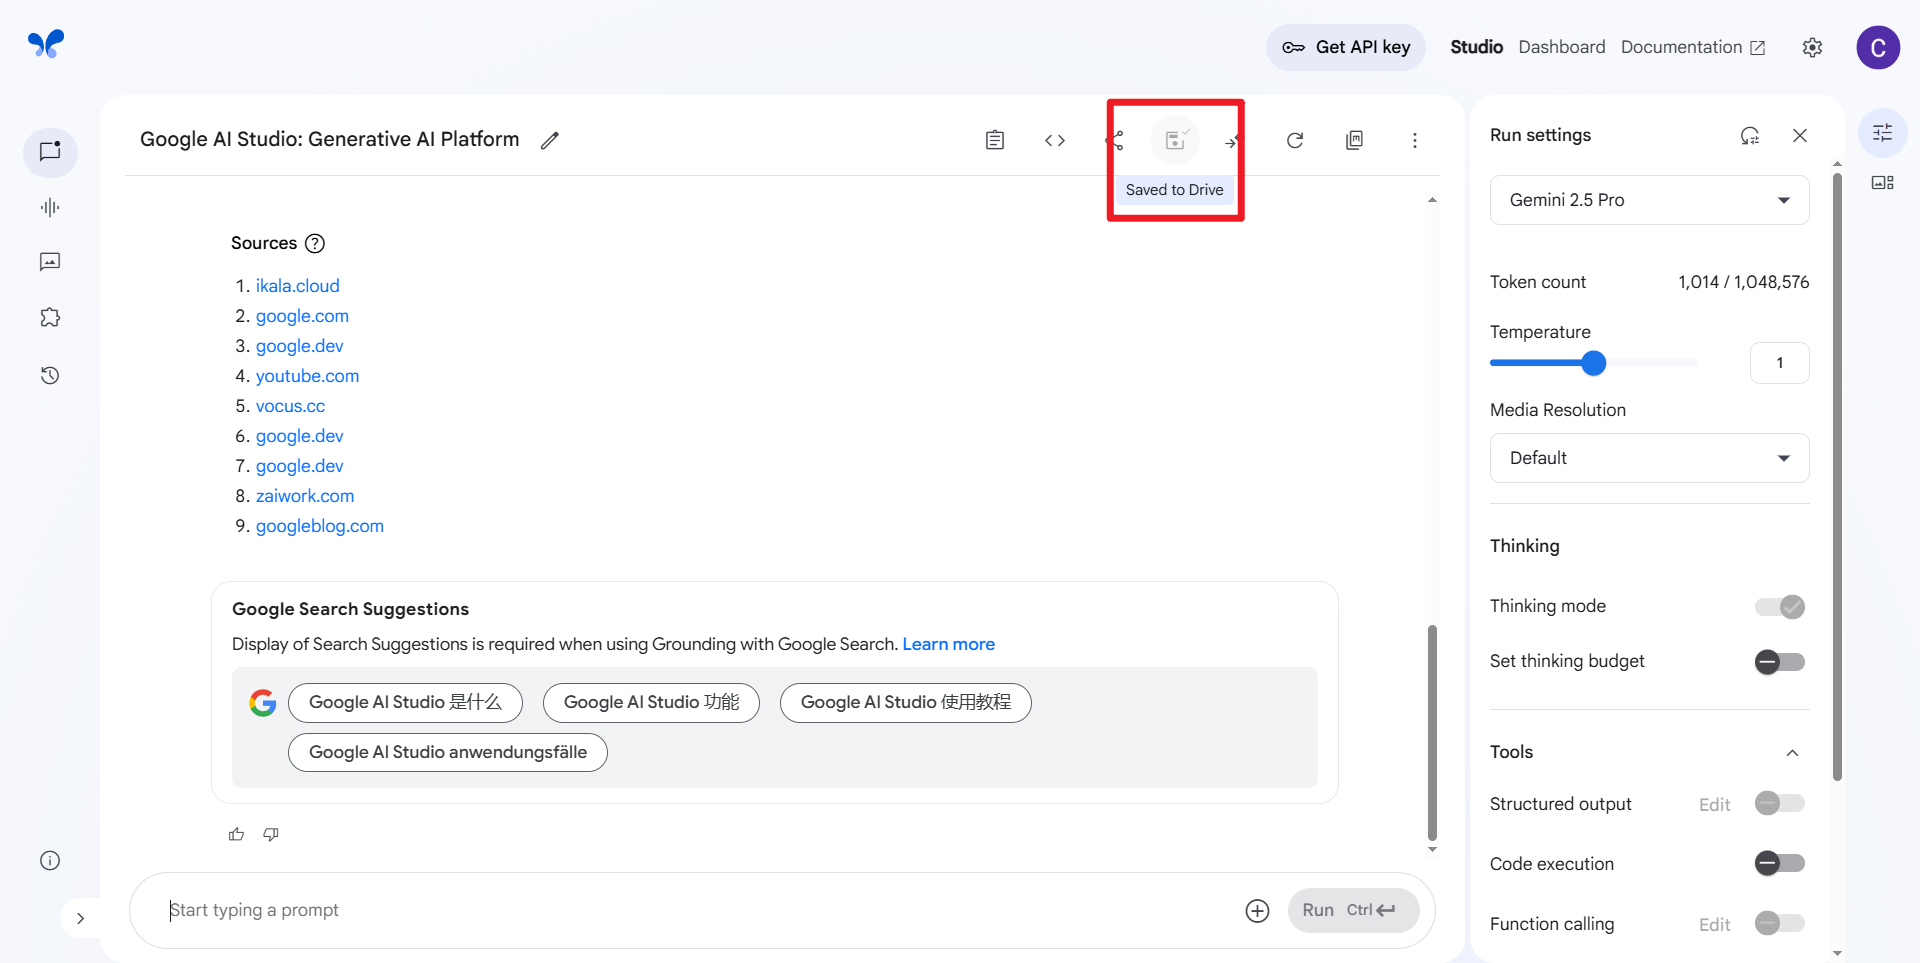 Get API key
Studio
Dashboard
Documentation
C
Google AI Studio: Generative AI Platform
Saved to Drive
Sources
1. ikala.cloud
2. google.com
3. google.dev
4. youtube.com
5. vocus.cc
6. google.dev
7. google.dev
8. zaiwork.com
9. googleblog.com
Google Search Suggestions
Display of Search Suggestions is required when using Grounding with Google Search. Learn more
Google AI Studio 是什么
Google AI Studio 功能
Google AI Studio 使用教程
Google AI Studio anwendungsfälle
Start typing a prompt
Run Ctrl
Run settings
Gemini 2.5 Pro
Token count 1,014 / 1,048,576
Temperature
1
Media Resolution
Default
Thinking
Thinking mode
Set thinking budget
Tools
Structured output Edit
Code execution
Function calling Edit